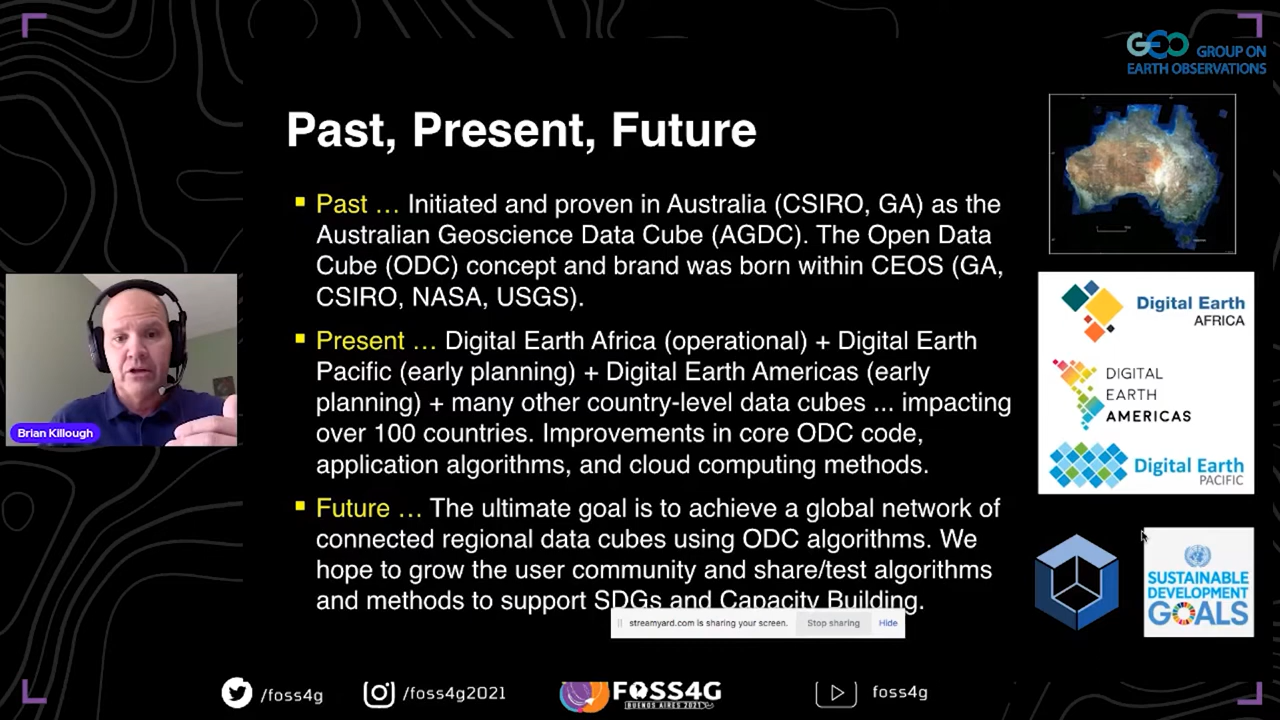 GEO GROUP ON
EARTH OBSERVATIONS
Past, Present, Future
Past … Initiated and proven in Australia (CSIRO, GA) as the
Australian Geoscience Data Cube (AGDC). The Open Data
Cube (ODC) concept and brand was born within CEOS (GA,
CSIRO, NASA, USGS).
Present … Digital Earth Africa (operational) + Digital Earth
Pacific (early planning) + Digital Earth Americas (early
planning) + many other country-level data cubes ... impacting
over 100 countries. Improvements in core ODC code,
application algorithms, and cloud computing methods.
Future … The ultimate goal is to achieve a global network of
connected regional data cubes using ODC algorithms. We
hope to grow the user community and share/test algorithms
and methods to support SDGs and Capacity Building.
Digital Earth
AFRICA
DIGITAL
EARTH
AMERICAS
Digital Earth
PACIFIC
SUSTAINABLE
DEVELOPMENT
GOALS
Brian Killough
streamyard.com is sharing your screen. Stop sharing Hide
/foss4g
/foss4g2021
FOSS4G
BUENOS AIRES 2021
foss4g